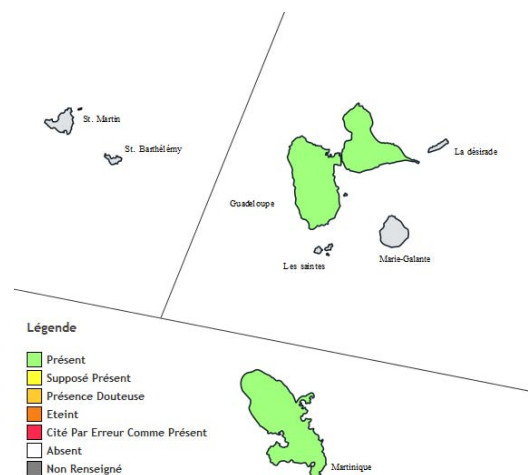 St. Martin
St. Barthélémy
La désirade
Guadeloupe
Marie-Galante
Les saintes
Légende
Présent
Supposé Présent
Présence Douteuse
Eteint
Cité Par Erreur Comme Présent
Absent
Non Renseigné
Martinique